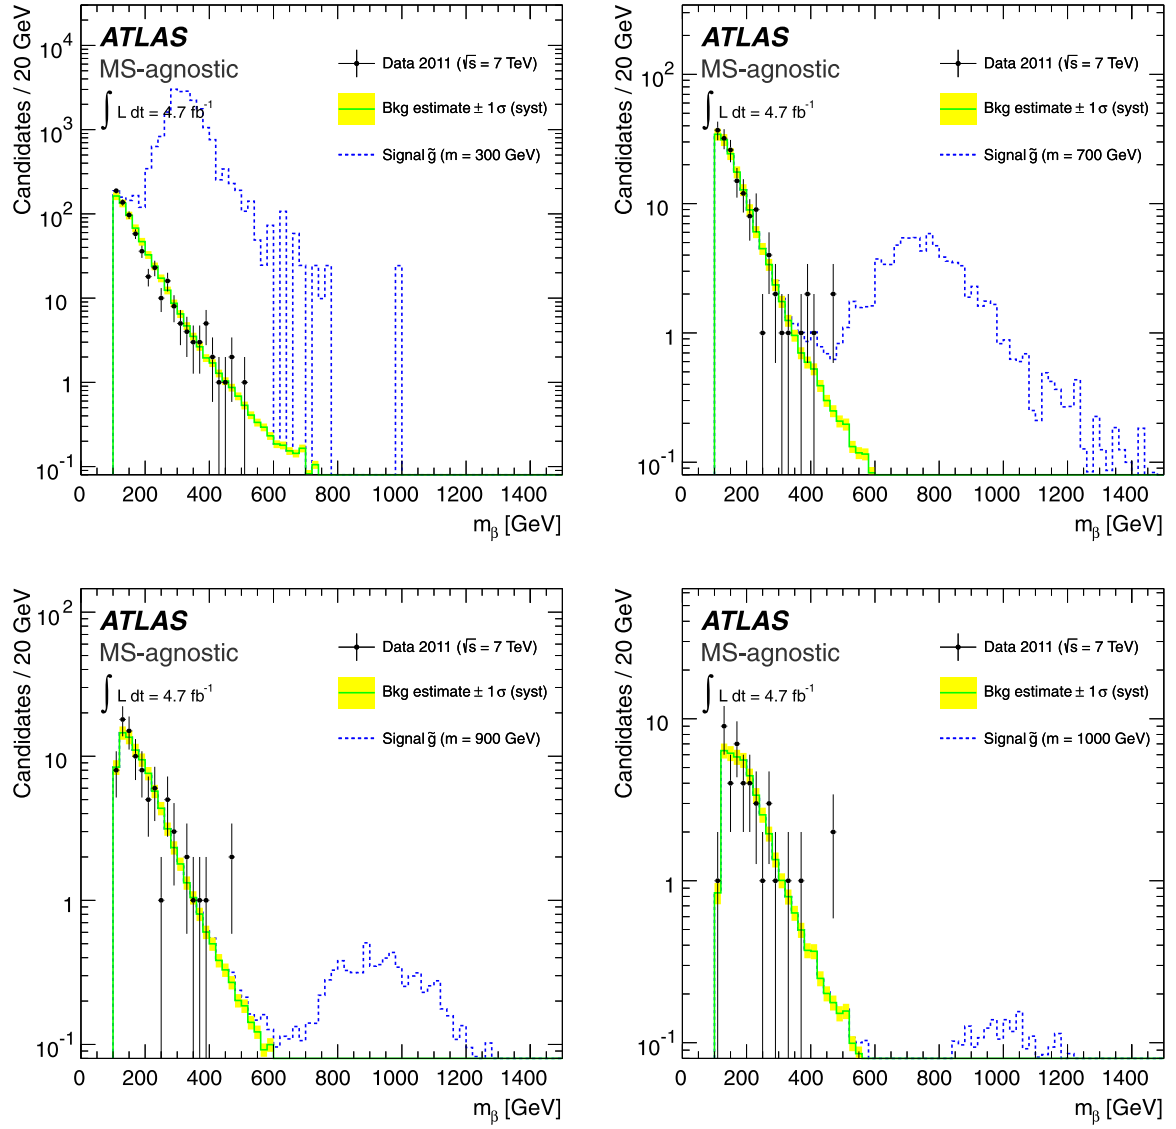 Candidates / 20 GeV
ATLAS
MS-agnostic
∫ L dt = 4.7 fb⁻¹
Data 2011 (√s = 7 TeV)
Bkg estimate ± 1σ (syst)
Signal g̃ (m = 300 GeV)
10⁴
10³
10²
10
1
10⁻¹
0 200 400 600 800 1000 1200 1400
m_β [GeV]
Candidates / 20 GeV
ATLAS
MS-agnostic
∫ L dt = 4.7 fb⁻¹
Data 2011 (√s = 7 TeV)
Bkg estimate ± 1σ (syst)
Signal g̃ (m = 700 GeV)
10²
10
1
10⁻¹
0 200 400 600 800 1000 1200 1400
m_β [GeV]
Candidates / 20 GeV
ATLAS
MS-agnostic
∫ L dt = 4.7 fb⁻¹
Data 2011 (√s = 7 TeV)
Bkg estimate ± 1σ (syst)
Signal g̃ (m = 900 GeV)
10²
10
1
10⁻¹
0 200 400 600 800 1000 1200 1400
m_β [GeV]
Candidates / 20 GeV
ATLAS
MS-agnostic
∫ L dt = 4.7 fb⁻¹
Data 2011 (√s = 7 TeV)
Bkg estimate ± 1σ (syst)
Signal g̃ (m = 1000 GeV)
10
1
10⁻¹
0 200 400 600 800 1000 1200 1400
m_β [GeV]